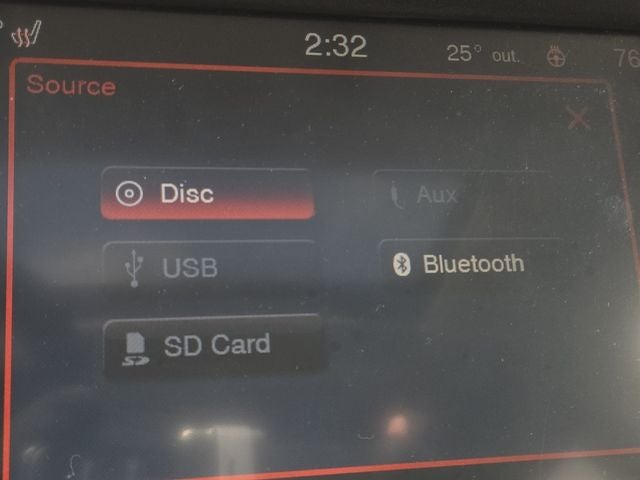 2:32 25° out. 76
Source
Disc Aux
USB Bluetooth
SD Card